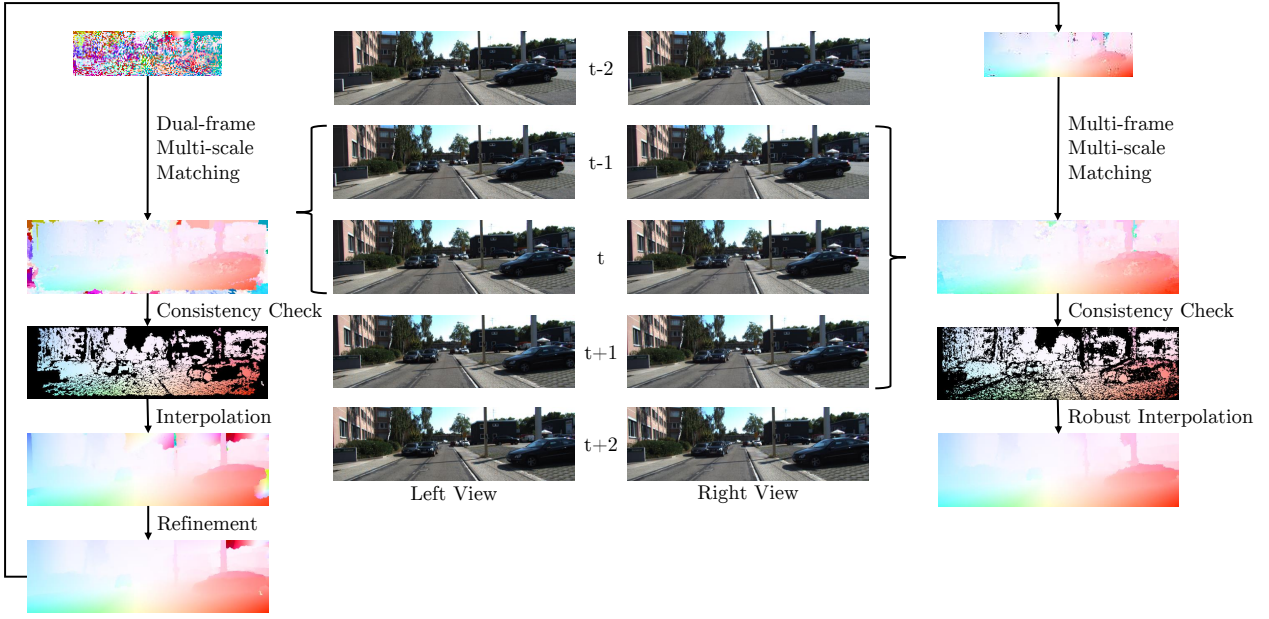 Dual-frame
Multi-scale
Matching
Consistency Check
Interpolation
Refinement
t-2
t-1
t
t+1
t+2
Left View
Right View
Multi-frame
Multi-scale
Matching
Consistency Check
Robust Interpolation